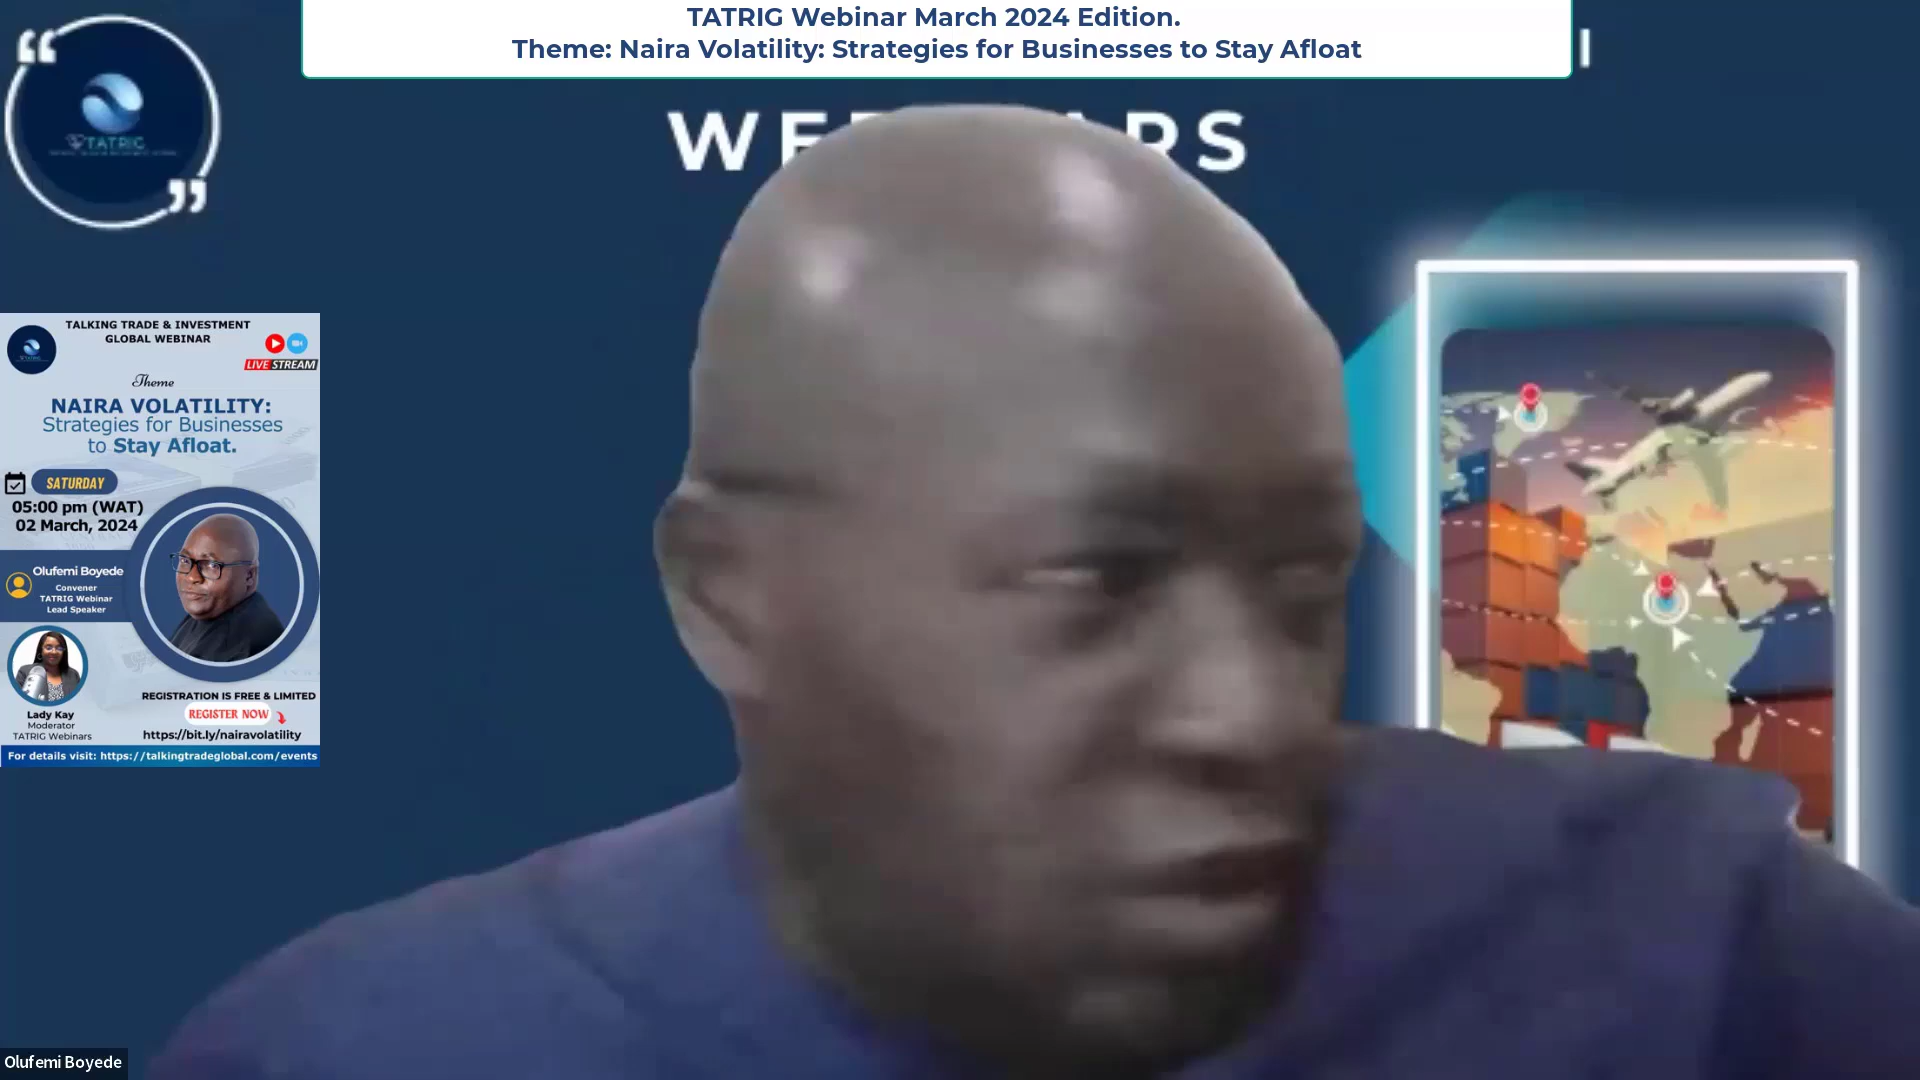 TATRIG Webinar March 2024 Edition.
Theme: Naira Volatility: Strategies for Businesses to Stay Afloat
TATRIG
TALKING TRADE & INVESTMENT
GLOBAL WEBINAR
LIVE STREAM
Theme
NAIRA VOLATILITY:
Strategies for Businesses
to Stay Afloat.
SATURDAY
05:00 pm (WAT)
02 March, 2024
Olufemi Boyede
Convener
TATRIG Webinar
Lead Speaker
Lady Kay
Moderator
TATRIG Webinars
REGISTRATION IS FREE & LIMITED
REGISTER NOW
https://bit.ly/nairavolatility
For details visit: https://talkingtradeglobal.com/events
Olufemi Boyede